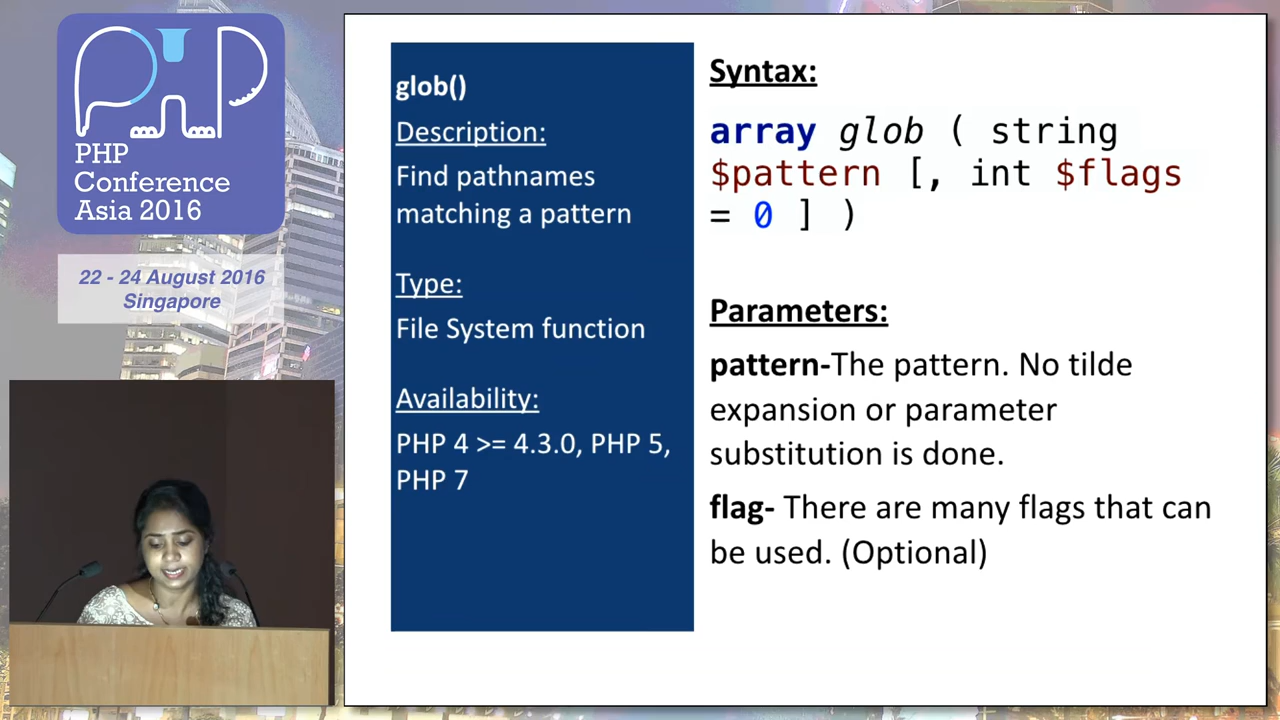 PHP
PHP
Conference
Asia 2016
22 - 24 August 2016
Singapore
glob()
Description:
Find pathnames
matching a pattern
Type:
File System function
Availability:
PHP 4 >= 4.3.0, PHP 5,
PHP 7
Syntax:
array glob ( string
$pattern [, int $flags
= 0 ] )
Parameters:
pattern-The pattern. No tilde
expansion or parameter
substitution is done.
flag- There are many flags that can
be used. (Optional)